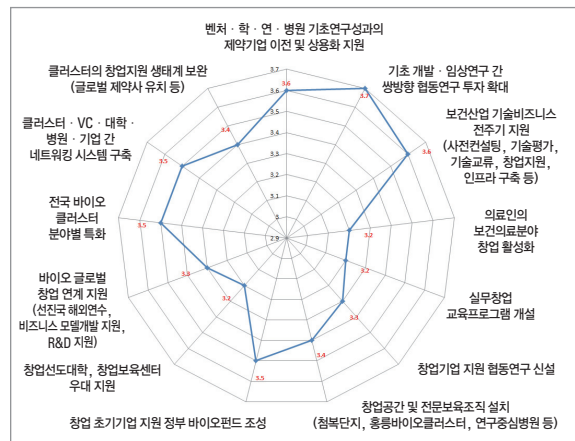 벤처 · 학 · 연 · 병원 기초연구성과의
제약기업 이전 및 상용화 지원
기초 개발 · 임상연구 간
쌍방향 협동연구 투자 확대
보건산업 기술비즈니스
전주기 지원
(사전컨설팅, 기술평가,
기술교류, 창업지원,
인프라 구축 등)
의료인의
보건의료분야
창업 활성화
실무창업
교육프로그램 개설
창업기업 지원 협동연구 신설
창업공간 및 전문보육조직 설치
(첨복단지, 홍릉바이오클러스터, 연구중심병원 등)
창업 초기기업 지원 정부 바이오펀드 조성
창업선도대학, 창업보육센터
우대 지원
바이오 글로벌
창업 연계 지원
(선진국 해외연수,
비즈니스 모델개발 지원,
R&D 지원)
전국 바이오
클러스터
분야별 특화
클러스터 · VC · 대학 ·
병원 · 기업 간
네트워킹 시스템 구축
클러스터의 창업지원 생태계 보완
(글로벌 제약사 유치 등)
3.7
3.6
3.5
3.4
3.3
3.2
3.1
3
2.9
3.6
3.7
3.6
3.2
3.2
3.3
3.4
3.5
3.2
3.3
3.5
3.5
3.4